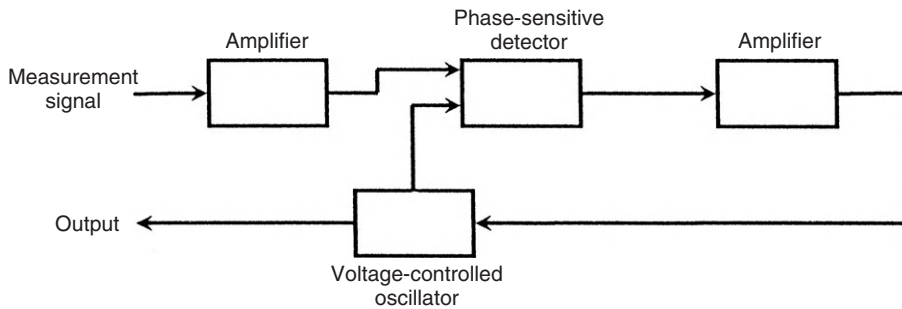 Phase-sensitive
detector
Amplifier
Amplifier
Measurement
signal
Output
Voltage-controlled
oscillator